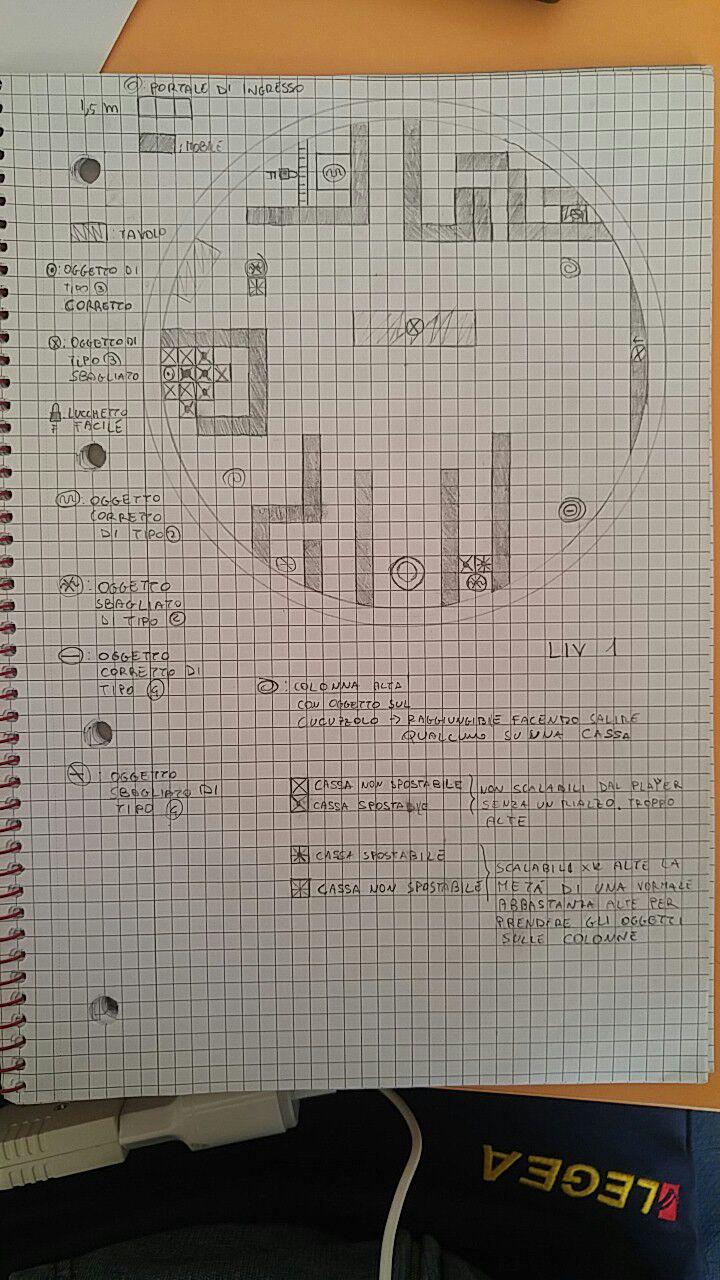 : PORTALE DI INGRESSO
1,5 m
: MOBILE
: TAVOLO
: OGGETTO DI
TIPO 3
CORRETTO
: OGGETTO DI
TIPO 3
SBAGLIATO
: LUCCHETTO
FACILE
: OGGETTO
CORRETTO
DI TIPO 2
: OGGETTO
SBAGLIATO
DI TIPO 2
: OGGETTO
CORRETTO DI
TIPO
: OGGETTO
SBAGLIATO DI
TIPO
LIV 1
: COLONNA ALTA
CON OGGETTO SUL
CUCUZZOLO → RAGGIUNGIBILE FACENDO SALIRE
QUALCUNO SU UNA CASSA
CASSA NON SPOSTABILE
CASSA SPOSTABILE
NON SCALABILI DAL PLAYER
SENZA UN RIALZO. TROPPO
ALTE
CASSA SPOSTABILE
CASSA NON SPOSTABILE
SCALABILI XK ALTE LA
METÀ DI UNA NORMALE
ABBASTANZA ALTE PER
PRENDERE GLI OGGETTI
SULLE COLONNE
LEGEA